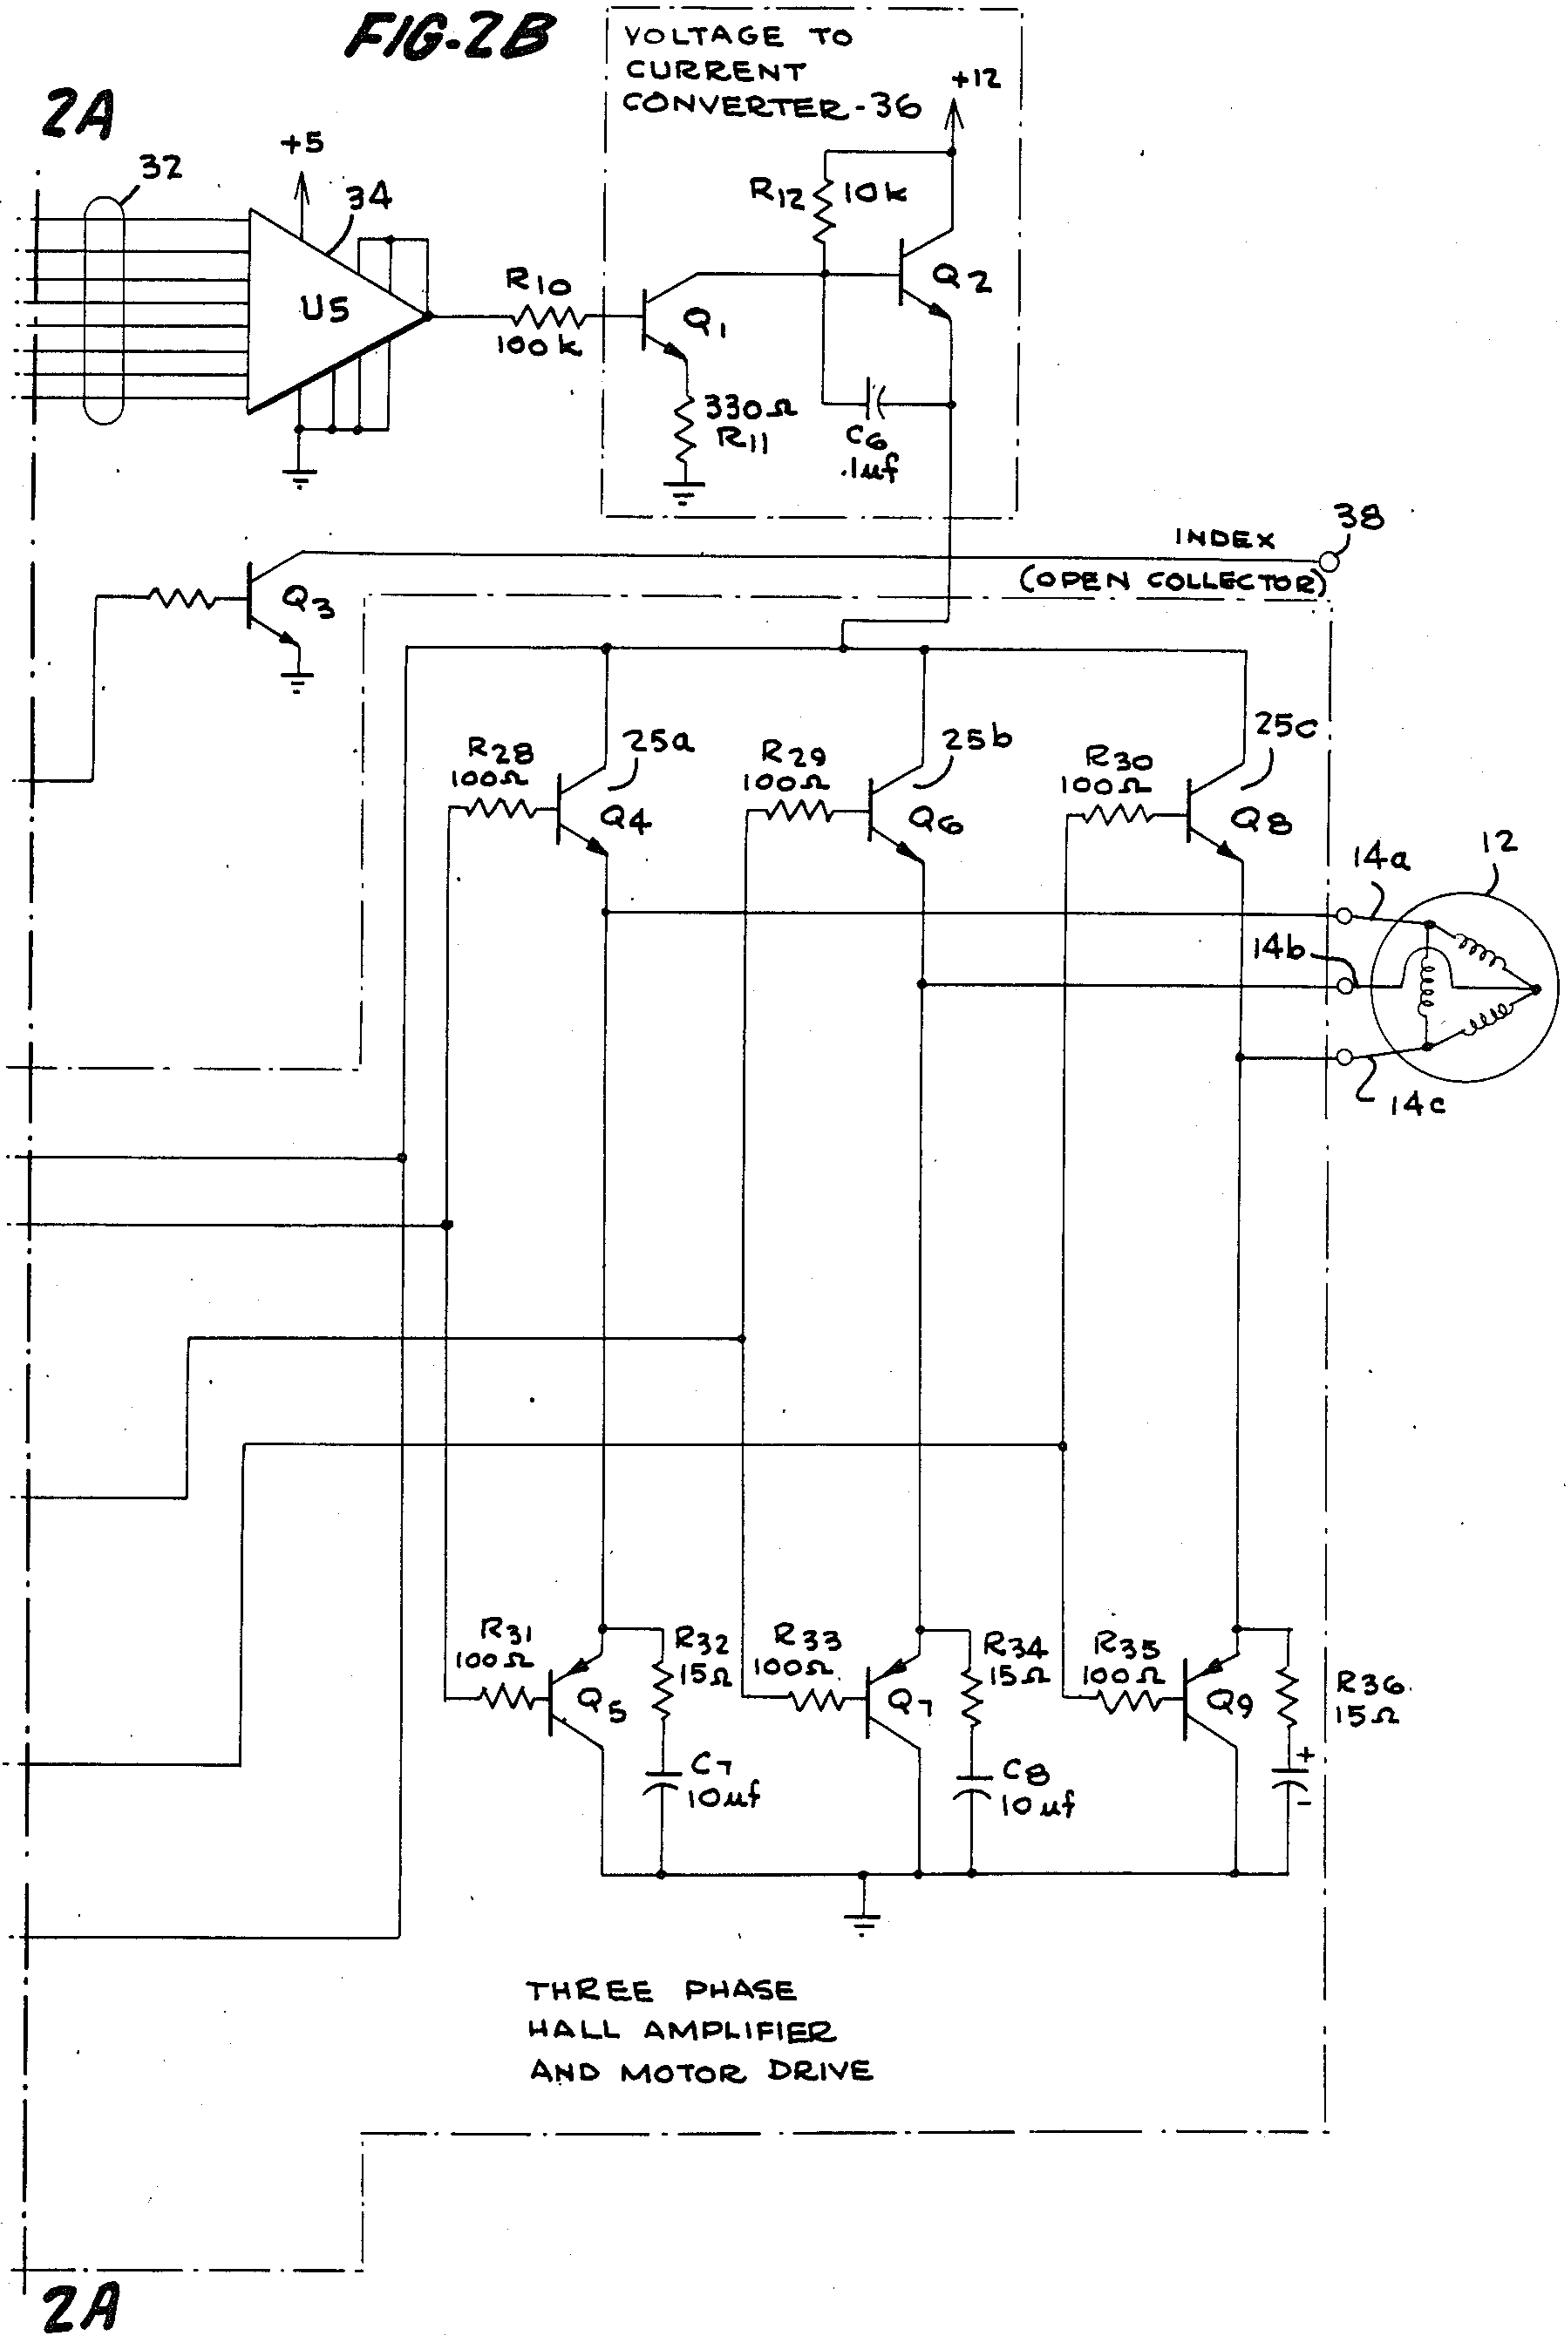 FIG-2B
VOLTAGE TO
CURRENT
CONVERTER-36
+12
2A
32
+5
34
R12 10k
Q2
U5
R10
100k
Q1
330Ω
R11
C6
.1μf
38
INDEX
(OPEN COLLECTOR)
Q3
R28
100Ω
25a
Q4
R29
100Ω
25b
Q6
R30
100Ω
25c
Q8
14a
12
14b
14c
R31
100Ω
Q5
R32
15Ω
R33
100Ω
Q7
R34
15Ω
R35
100Ω
Q9
R36
15Ω
C7
10μf
C8
10μf
+
-
THREE PHASE
HALL AMPLIFIER
AND MOTOR DRIVE
2A